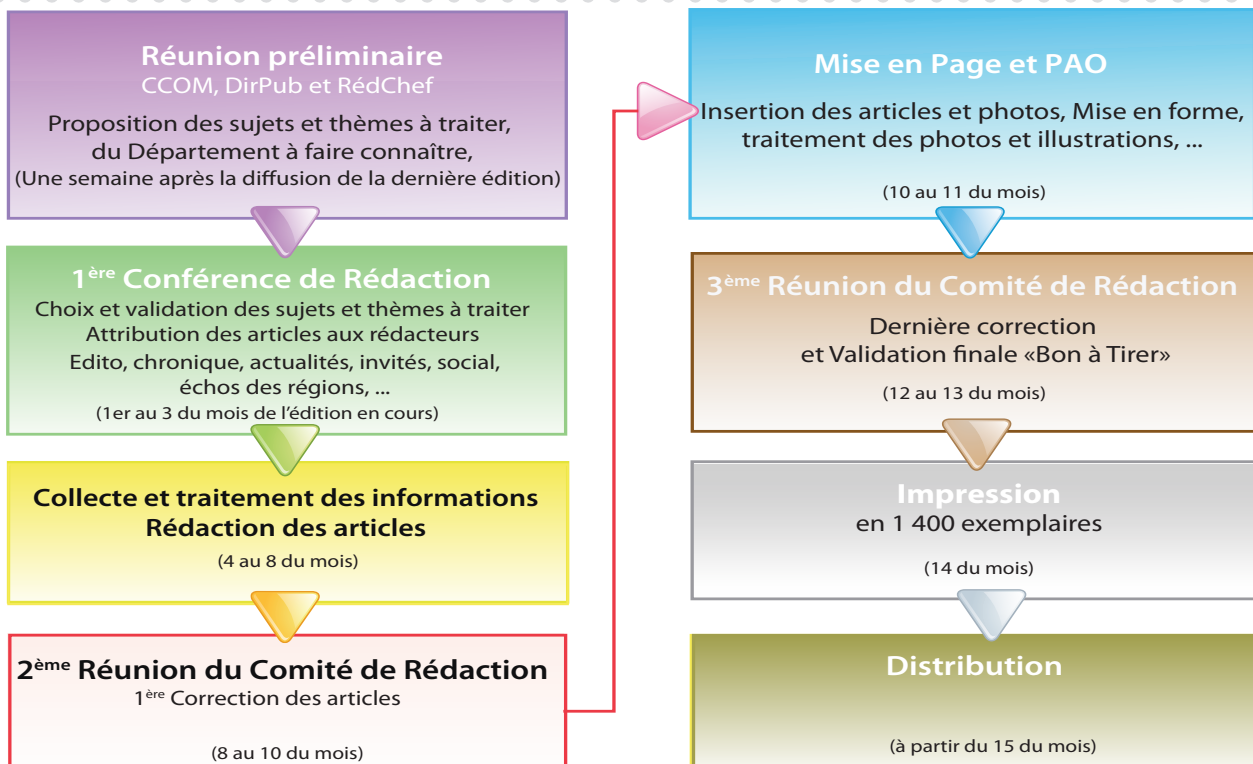 Réunion préliminaire
CCOM, DirPub et RédChef
Proposition des sujets et thèmes à traiter,
du Département à faire connaître,
(Une semaine après la diffusion de la dernière édition)
1ère Conférence de Rédaction
Choix et validation des sujets et thèmes à traiter
Attribution des articles aux rédacteurs
Edito, chronique, actualités, invités, social,
échos des régions, ...
(1er au 3 du mois de l’édition en cours)
Collecte et traitement des informations
Rédaction des articles
(4 au 8 du mois)
2ème Réunion du Comité de Rédaction
1ère Correction des articles
(8 au 10 du mois)
Mise en Page et PAO
Insertion des articles et photos, Mise en forme,
traitement des photos et illustrations, ...
(10 au 11 du mois)
3ème Réunion du Comité de Rédaction
Dernière correction
et Validation finale «Bon à Tirer»
(12 au 13 du mois)
Impression
en 1 400 exemplaires
(14 du mois)
Distribution
(à partir du 15 du mois)